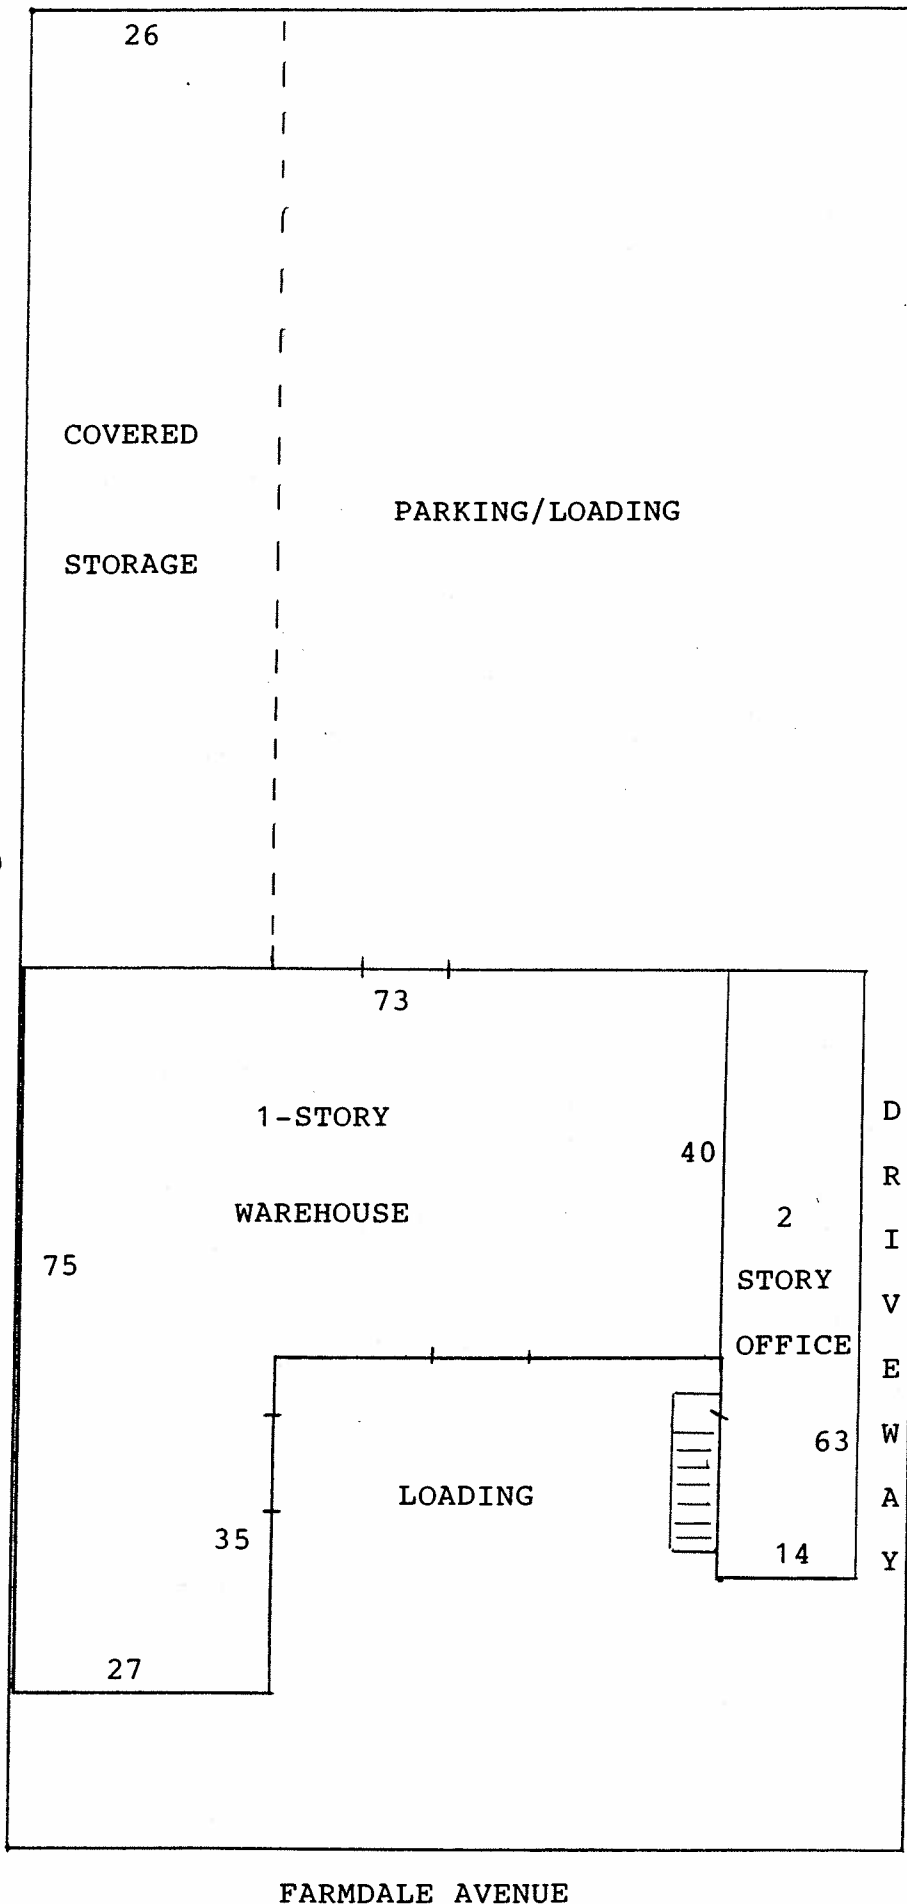 26
COVERED
STORAGE
PARKING/LOADING
73
1-STORY
WAREHOUSE
40
75
2
STORY
OFFICE
63
14
DRIVEWAY
LOADING
35
27
FARMDALE AVENUE